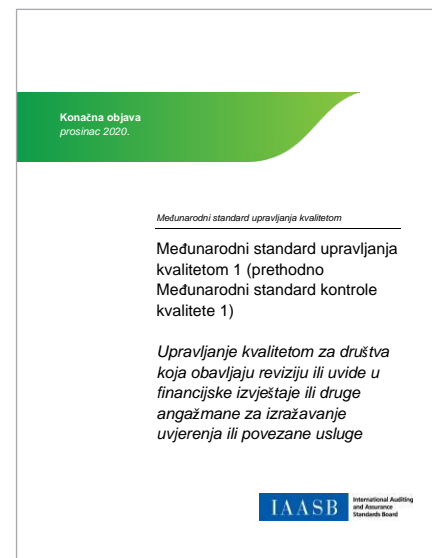 Konačna objava
prosinac 2020.
Međunarodni standard upravljanja kvalitetom
Međunarodni standard upravljanja
kvalitetom 1 (prethodno
Međunarodni standard kontrole
kvalitete 1)
Upravljanje kvalitetom za društva
koja obavljaju reviziju ili uvide u
financijske izvještaje ili druge
angažmane za izražavanje
uvjerenja ili povezane usluge
IAASB
International Auditing
and Assurance
Standards Board